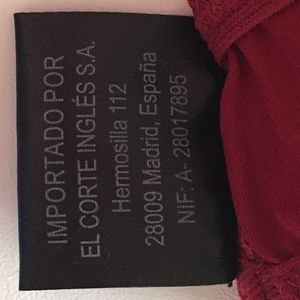 IMPORTADO POR
EL CORTE INGLÉS S.A.
Hermosilla 112
28009 Madrid, España
NIF: A- 28017895